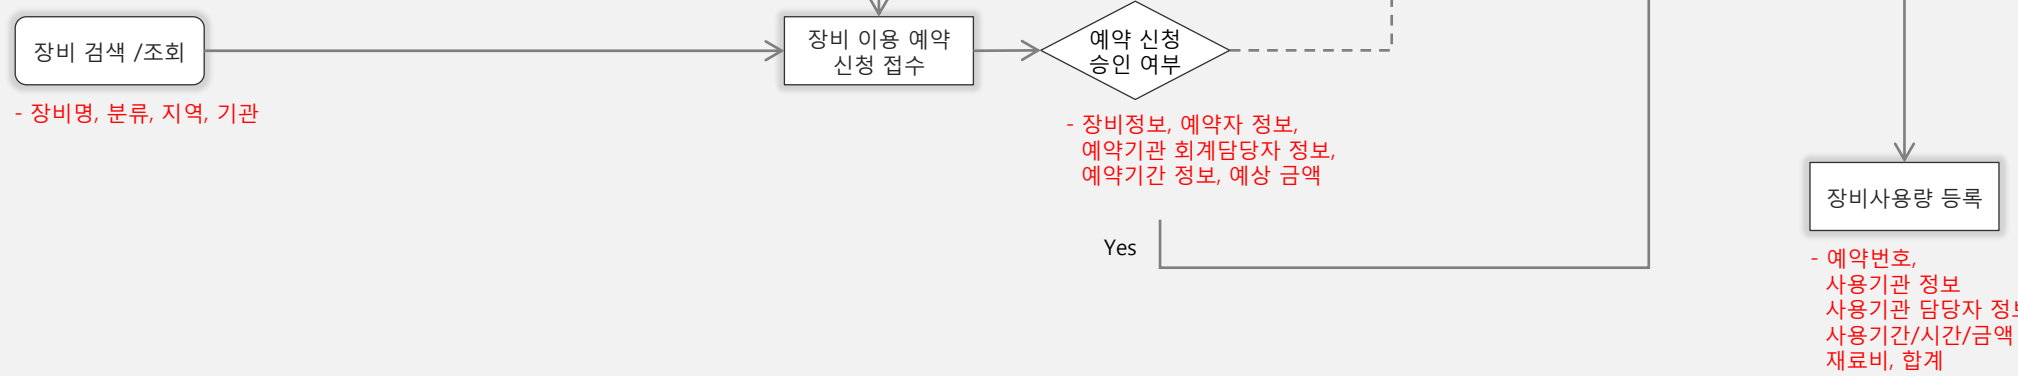 장비 검색 /조회
- 장비명, 분류, 지역, 기관
장비 이용 예약
신청 접수
예약 신청
승인 여부
- 장비정보, 예약자 정보,
예약기관 회계담당자 정보,
예약기간 정보, 예상 금액
Yes
장비사용량 등록
- 예약번호,
사용기관 정보
사용기관 담당자 정보
사용기간/시간/금액
재료비, 합계